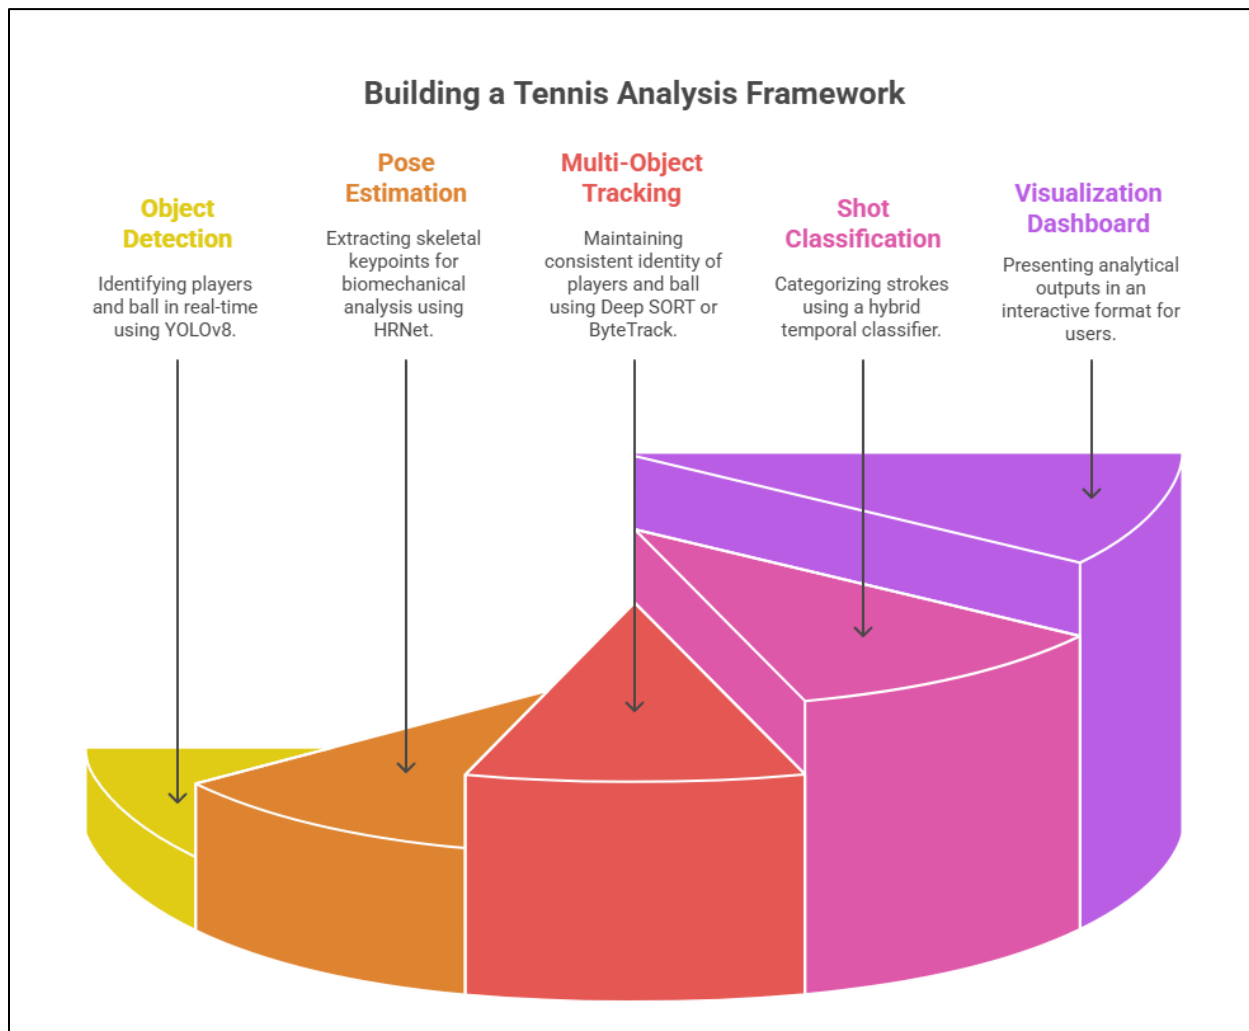 Building a Tennis Analysis Framework
Object
Detection
Identifying players
and ball in real-time
using YOLOv8.
Pose
Estimation
Extracting skeletal
keypoints for
biomechanical
analysis using
HRNet.
Multi-Object
Tracking
Maintaining
consistent identity of
players and ball
using Deep SORT or
ByteTrack.
Shot
Classification
Categorizing strokes
using a hybrid
temporal classifier.
Visualization
Dashboard
Presenting analytical
outputs in an
interactive format for
users.